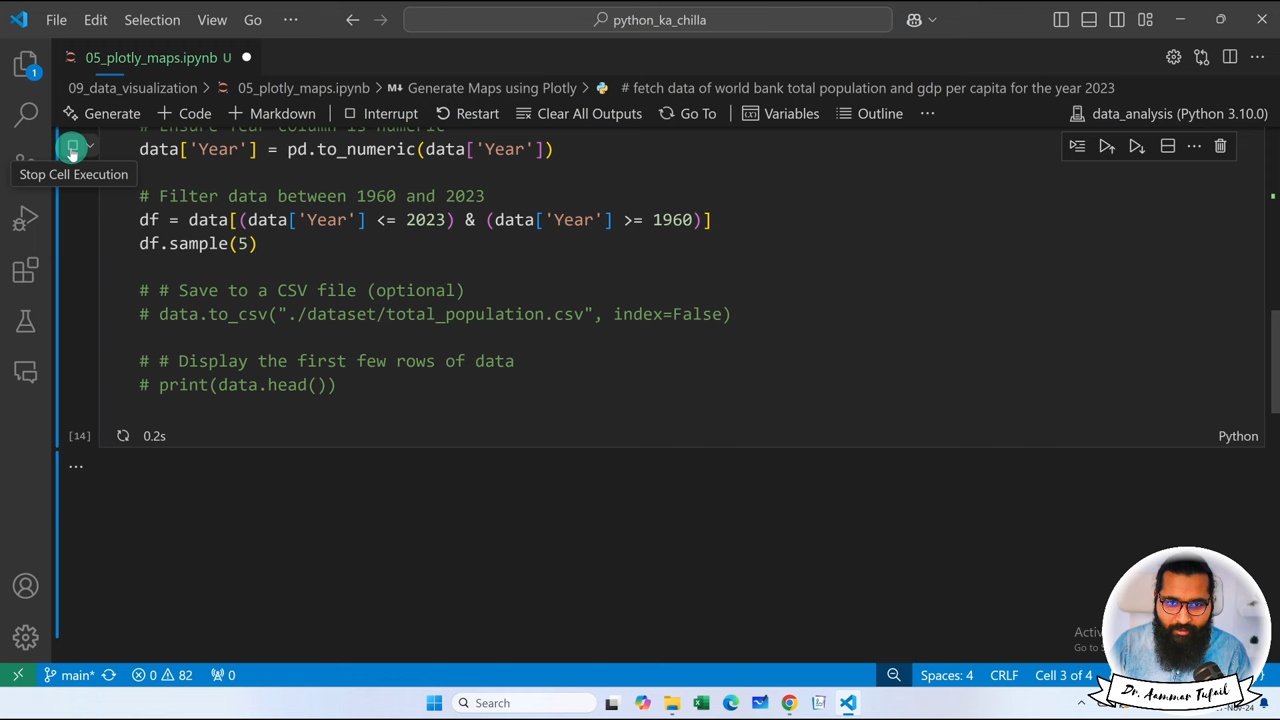 File Edit Selection View Go ··· python_ka_chilla
05_plotly_maps.ipynb U
09_data_visualization > 05_plotly_maps.ipynb > Generate Maps using Plotly > # fetch data of world bank total population and gdp per capita for the year 2023
Generate + Code + Markdown Interrupt Restart Clear All Outputs Go To Variables Outline ··· data_analysis (Python 3.10.0)
# Ensure Year column is numeric
data['Year'] = pd.to_numeric(data['Year'])
Stop Cell Execution
# Filter data between 1960 and 2023
df = data[(data['Year'] <= 2023) & (data['Year'] >= 1960)]
df.sample(5)
# # Save to a CSV file (optional)
# data.to_csv("./dataset/total_population.csv", index=False)
# # Display the first few rows of data
# print(data.head())
[14] 0.2s Python
...
main* 0 82 0 Spaces: 4 CRLF Cell 3 of 4
Dr. Aammar Tufail
Search